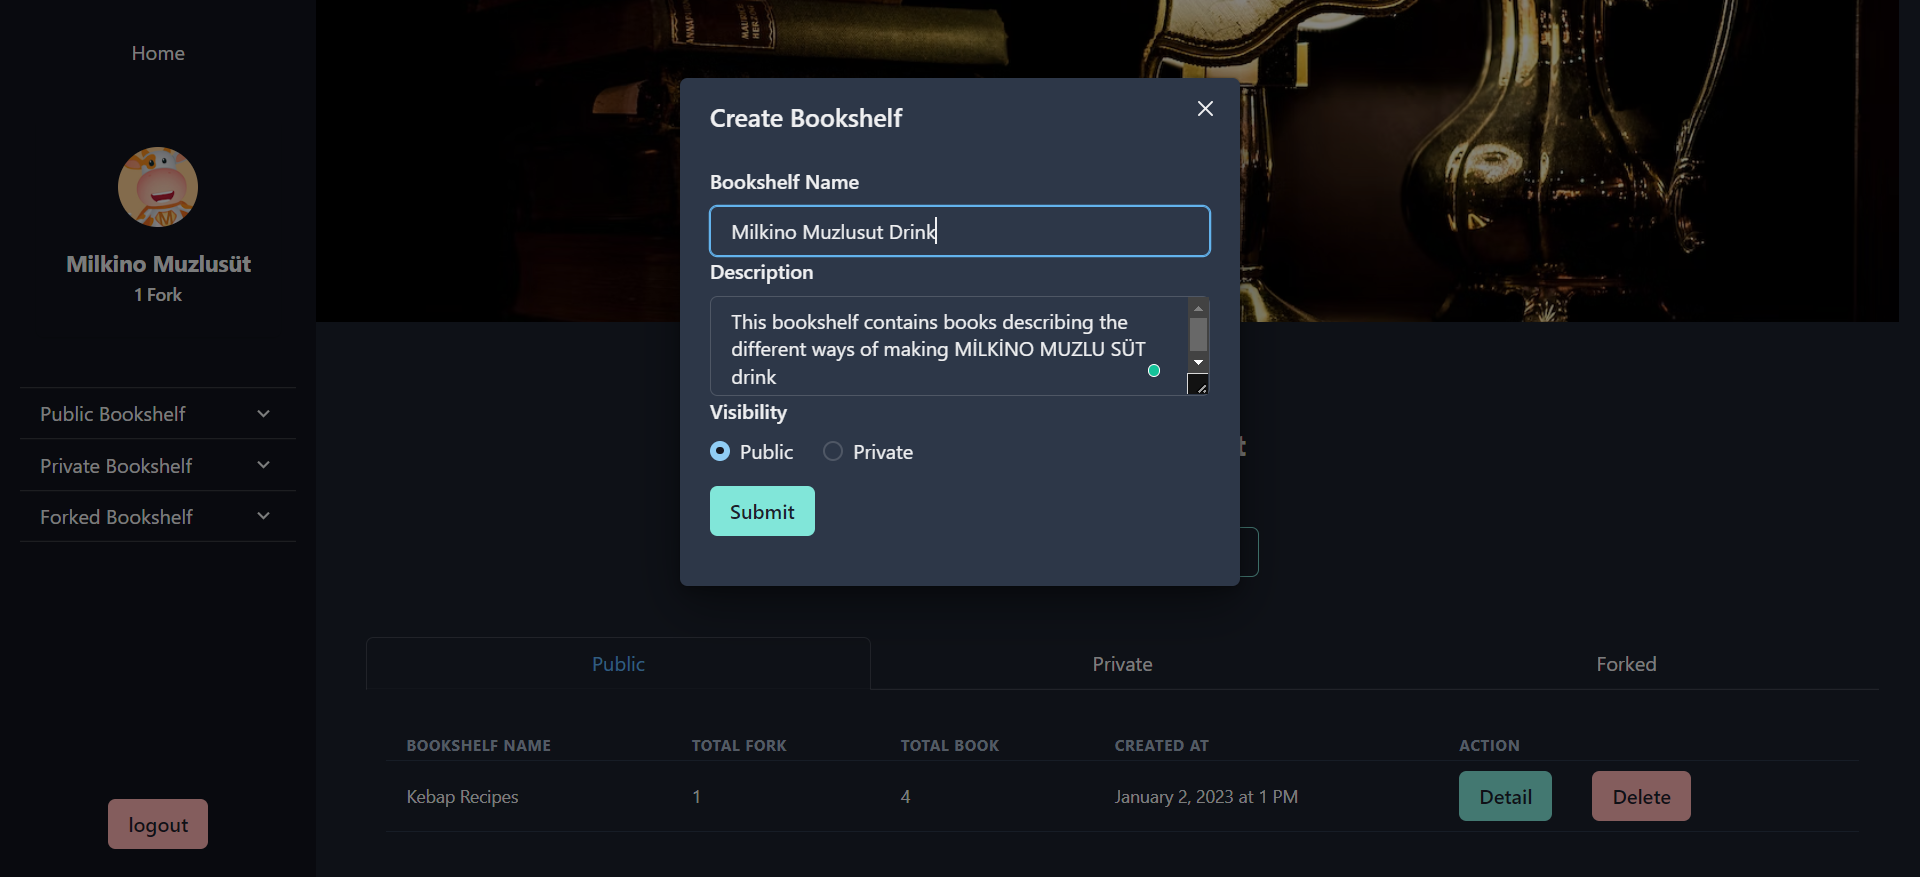 Home
Milkino Muzlusüt
1 Fork
Public Bookshelf
Private Bookshelf
Forked Bookshelf
logout
MAURICE
HERZOG
Create Bookshelf
Bookshelf Name
Milkino Muzlusut Drink
Description
This bookshelf contains books describing the
different ways of making MİLKİNO MUZLU SÜT
drink
Visibility
Public Private
Submit
t
Public Private Forked
BOOKSHELF NAME TOTAL FORK TOTAL BOOK CREATED AT ACTION
Kebap Recipes 1 4 January 2, 2023 at 1 PM Detail Delete